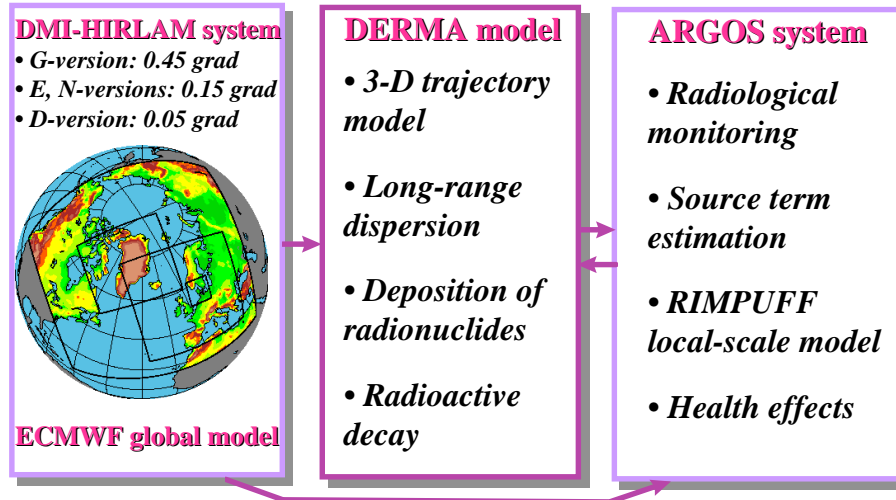 DMI-HIRLAM system
• G-version: 0.45 grad
• E, N-versions: 0.15 grad
• D-version: 0.05 grad
ECMWF global model
DERMA model
• 3-D trajectory
model
• Long-range
dispersion
• Deposition of
radionuclides
• Radioactive
decay
ARGOS system
• Radiological
monitoring
• Source term
estimation
• RIMPUFF
local-scale model
• Health effects